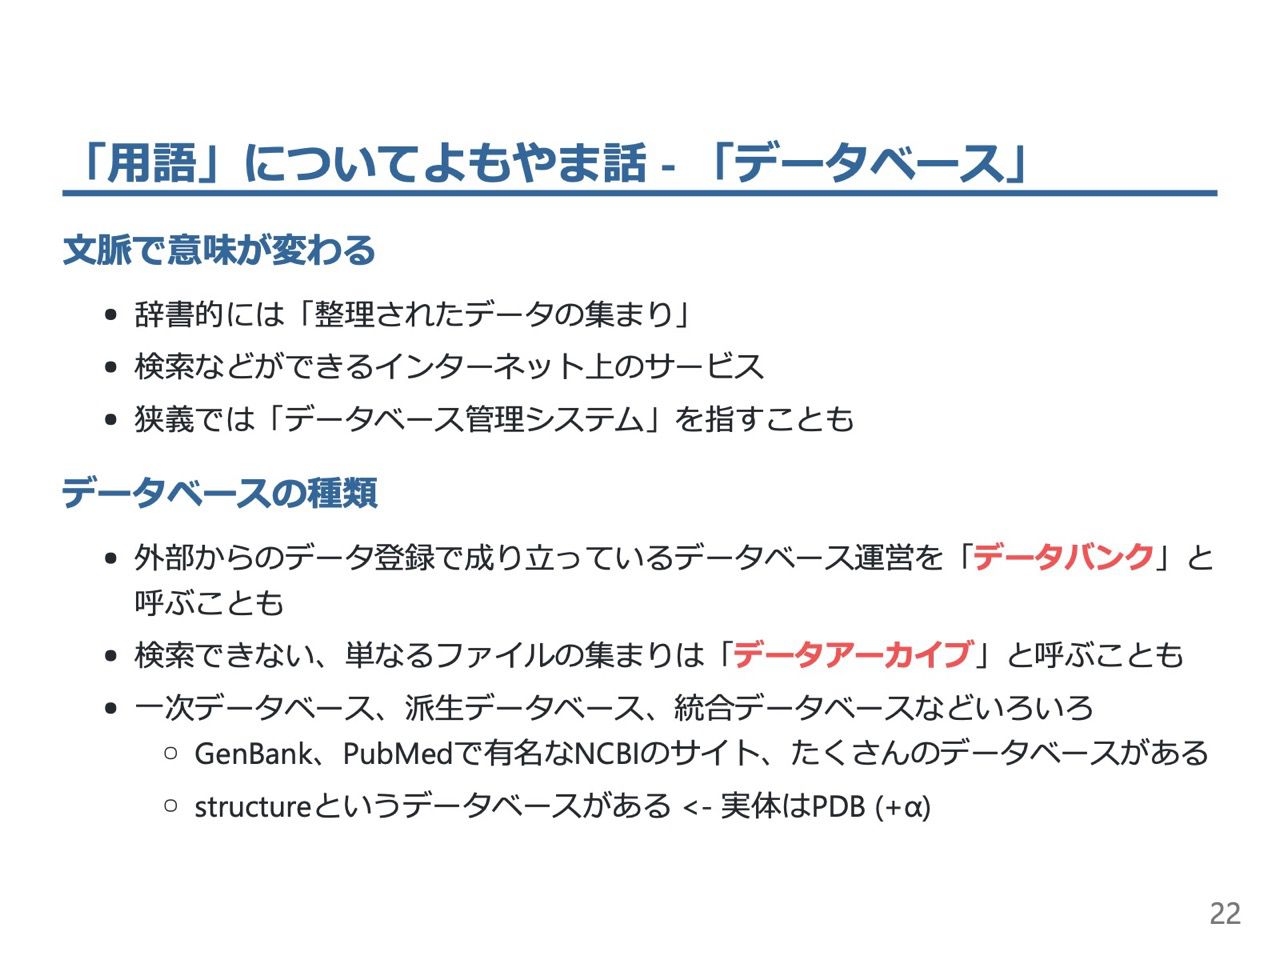 「用語」についてよもやま話 - 「データベース」
文脈で意味が変わる
• 辞書的には「整理されたデータの集まり」
• 検索などができるインターネット上のサービス
• 狭義では「データベース管理システム」を指すことも
データベースの種類
• 外部からのデータ登録で成り立っているデータベース運営を「データバンク」と
呼ぶことも
• 検索できない、単なるファイルの集まりは「データアーカイブ」と呼ぶことも
• 一次データベース、派生データベース、統合データベースなどいろいろ
○ GenBank、PubMedで有名なNCBIのサイト、たくさんのデータベースがある
○ structureというデータベースがある <- 実体はPDB (+α)
22